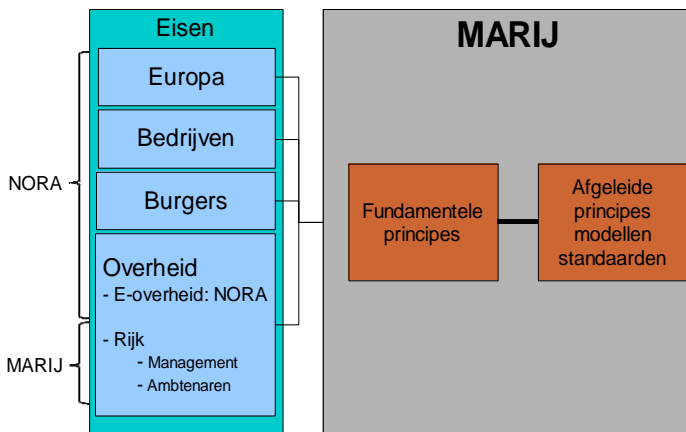 Eisen
Europa
Bedrijven
Burgers
Overheid
- E-overheid: NORA
- Rijk
- Management
- Ambtenaren
NORA
MARIJ
MARIJ
Fundamentele
principes
Afgeleide
principes
modellen
standaarden